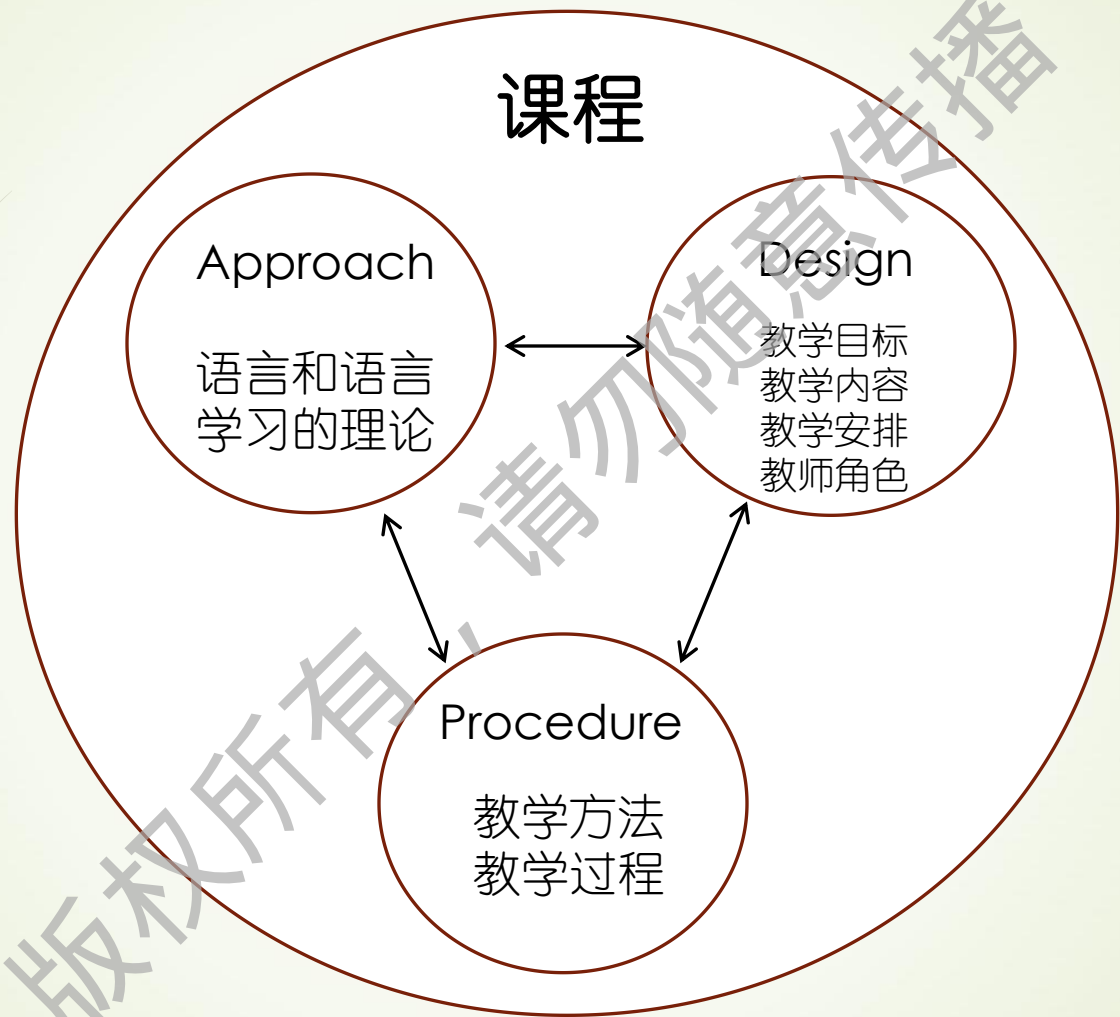 课程
Approach
语言和语言
学习的理论
Design
教学目标
教学内容
教学安排
教师角色
Procedure
教学方法
教学过程
版权所有，请勿随意传播